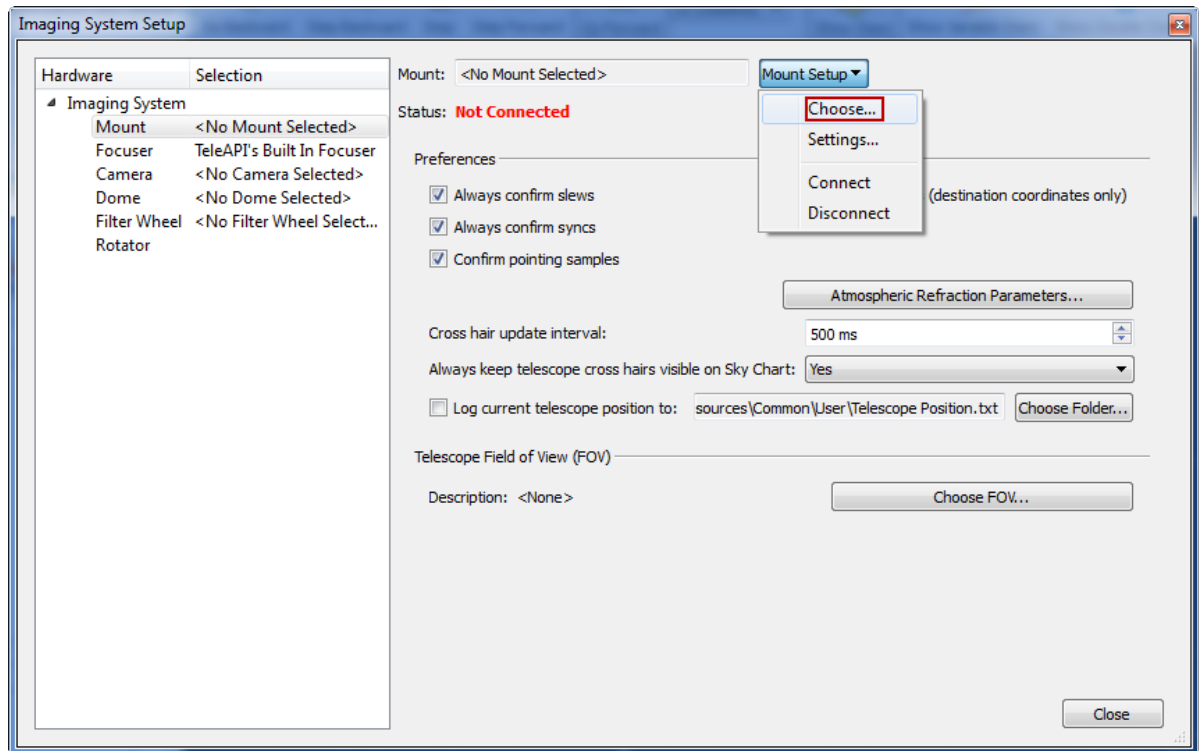 Imaging System Setup
Hardware Selection
Imaging System
Mount <No Mount Selected>
Focuser TeleAPI's Built In Focuser
Camera <No Camera Selected>
Dome <No Dome Selected>
Filter Wheel <No Filter Wheel Select...
Rotator
Mount: <No Mount Selected> Mount Setup
Status: Not Connected
Choose...
Settings...
Connect
Disconnect
Preferences
Always confirm slews (destination coordinates only)
Always confirm syncs
Confirm pointing samples
Atmospheric Refraction Parameters...
Cross hair update interval: 500 ms
Always keep telescope cross hairs visible on Sky Chart: Yes
Log current telescope position to: sources\Common\User\Telescope Position.txt Choose Folder...
Telescope Field of View (FOV)
Description: <None> Choose FOV...
Close